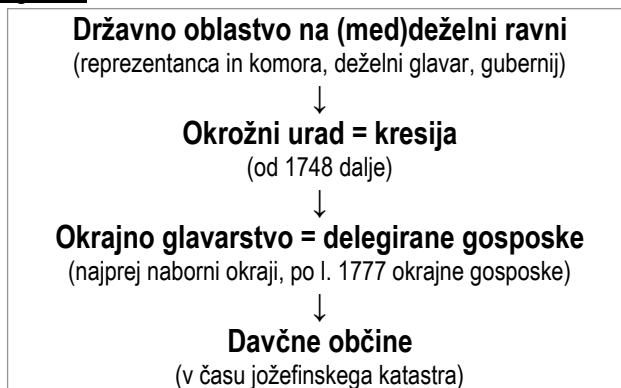 Državno oblastvo na (med)deželni ravni
(reprezentanca in komora, deželni glavar, gubernij)
↓
Okrožni urad = kresija
(od 1748 dalje)
↓
Okrajno glavarstvo = delegirane gosposke
(najprej naborni okraji, po l. 1777 okrajne gosposke)
↓
Davčne občine
(v času jožefinskega katastra)